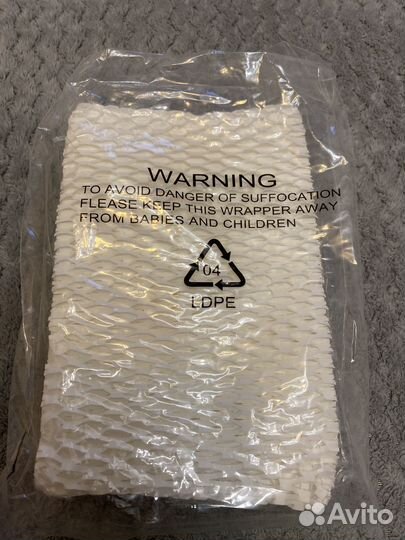 WARNING
TO AVOID DANGER OF SUFFOCATION
PLEASE KEEP THIS WRAPPER AWAY
FROM BABIES AND CHILDREN
04
LDPE
Avito